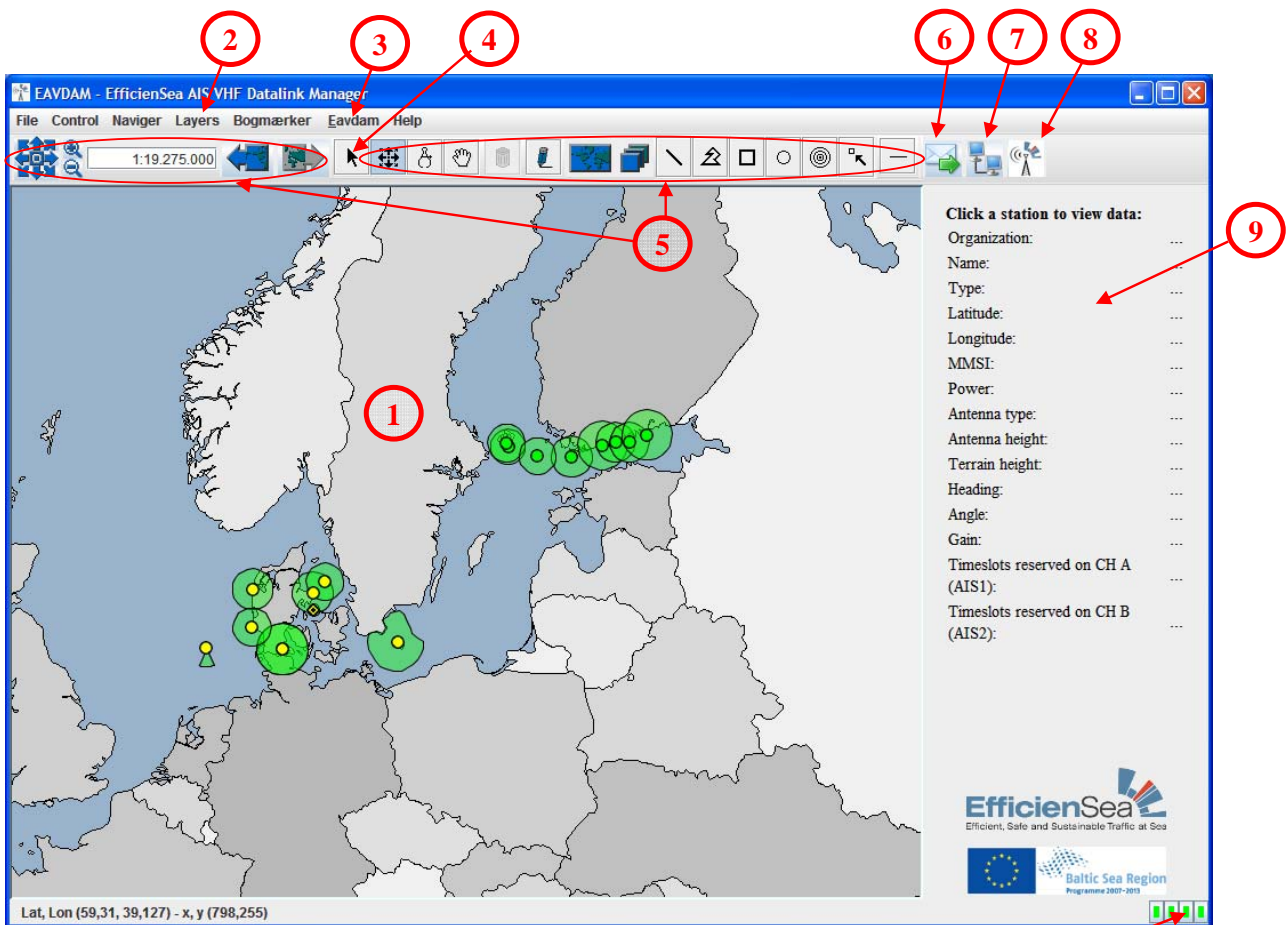 2
3
4
6
7
8
EAVDAM - EfficienSea AIS VHF Datalink Manager
File Control Naviger Layers Bogmærker Eavdam Help
1:19.275.000
5
9
1
Click a station to view data:
Organization: ...
Name: ...
Type: ...
Latitude: ...
Longitude: ...
MMSI: ...
Power: ...
Antenna type: ...
Antenna height: ...
Terrain height: ...
Heading: ...
Angle: ...
Gain: ...
Timeslots reserved on CH A
(AIS1): ...
Timeslots reserved on CH B
(AIS2): ...
EfficienSea
Efficient, Safe and Sustainable Traffic at Sea
Baltic Sea Region
Programme 2007-2013
Lat, Lon (59,31, 39,127) - x, y (798,255)